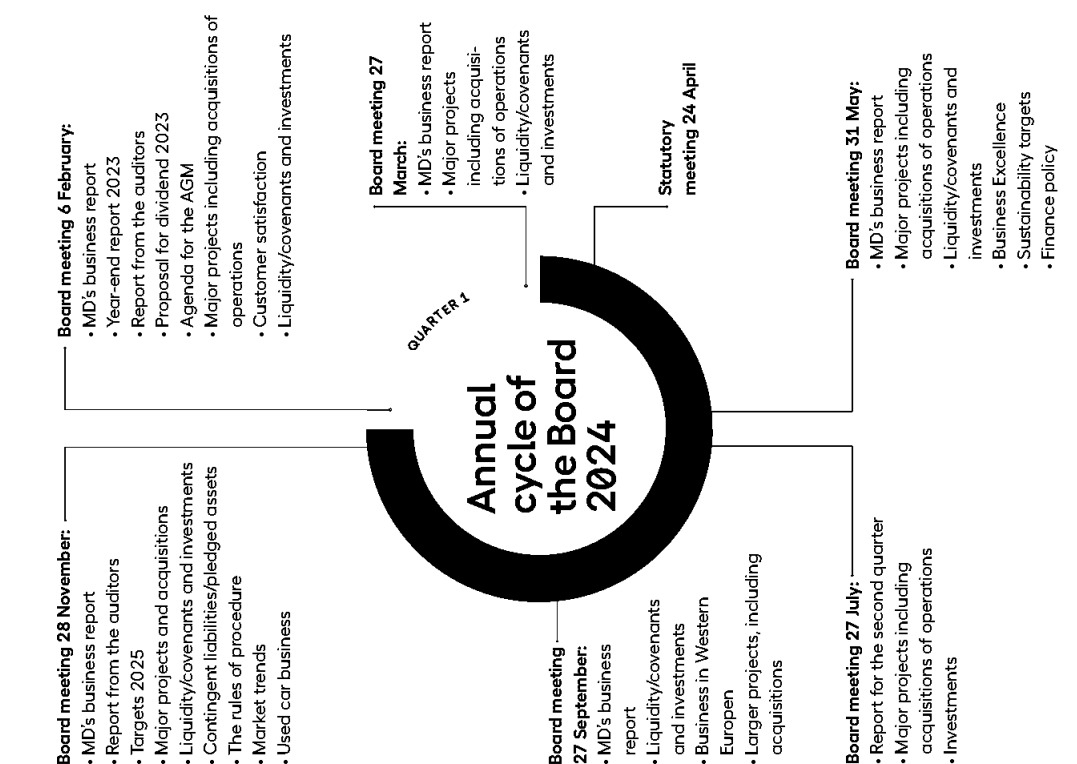 Annual
cycle of
the Board
2024
QUARTER 1
Board meeting 6 February:
• MD's business report
• Year-end report 2023
• Report from the auditors
• Proposal for dividend 2023
• Agenda for the AGM
• Major projects including acquisitions of
operations
• Customer satisfaction
• Liquidity/covenants and investments
Board meeting 27
March:
• MD's business report
• Major projects
including acquisi-
tions of operations
• Liquidity/covenants
and investments
Statutory
meeting 24 April
Board meeting 31 May:
• MD's business report
• Major projects including
acquisitions of operations
• Liquidity/covenants and
investments
• Business Excellence
• Sustainability targets
• Finance policy
Board meeting 27 July:
• Report for the second quarter
• Major projects including
acquisitions of operations
• Investments
Board meeting
27 September:
• MD's business
report
• Liquidity/covenants
and investments
• Business in Western
Europen
• Larger projects, including
acquisitions
Board meeting 28 November:
• MD's business report
• Report from the auditors
• Targets 2025
• Major projects and acquisitions
• Liquidity/covenants and investments
• Contingent liabilities/pledged assets
• The rules of procedure
• Market trends
• Used car business